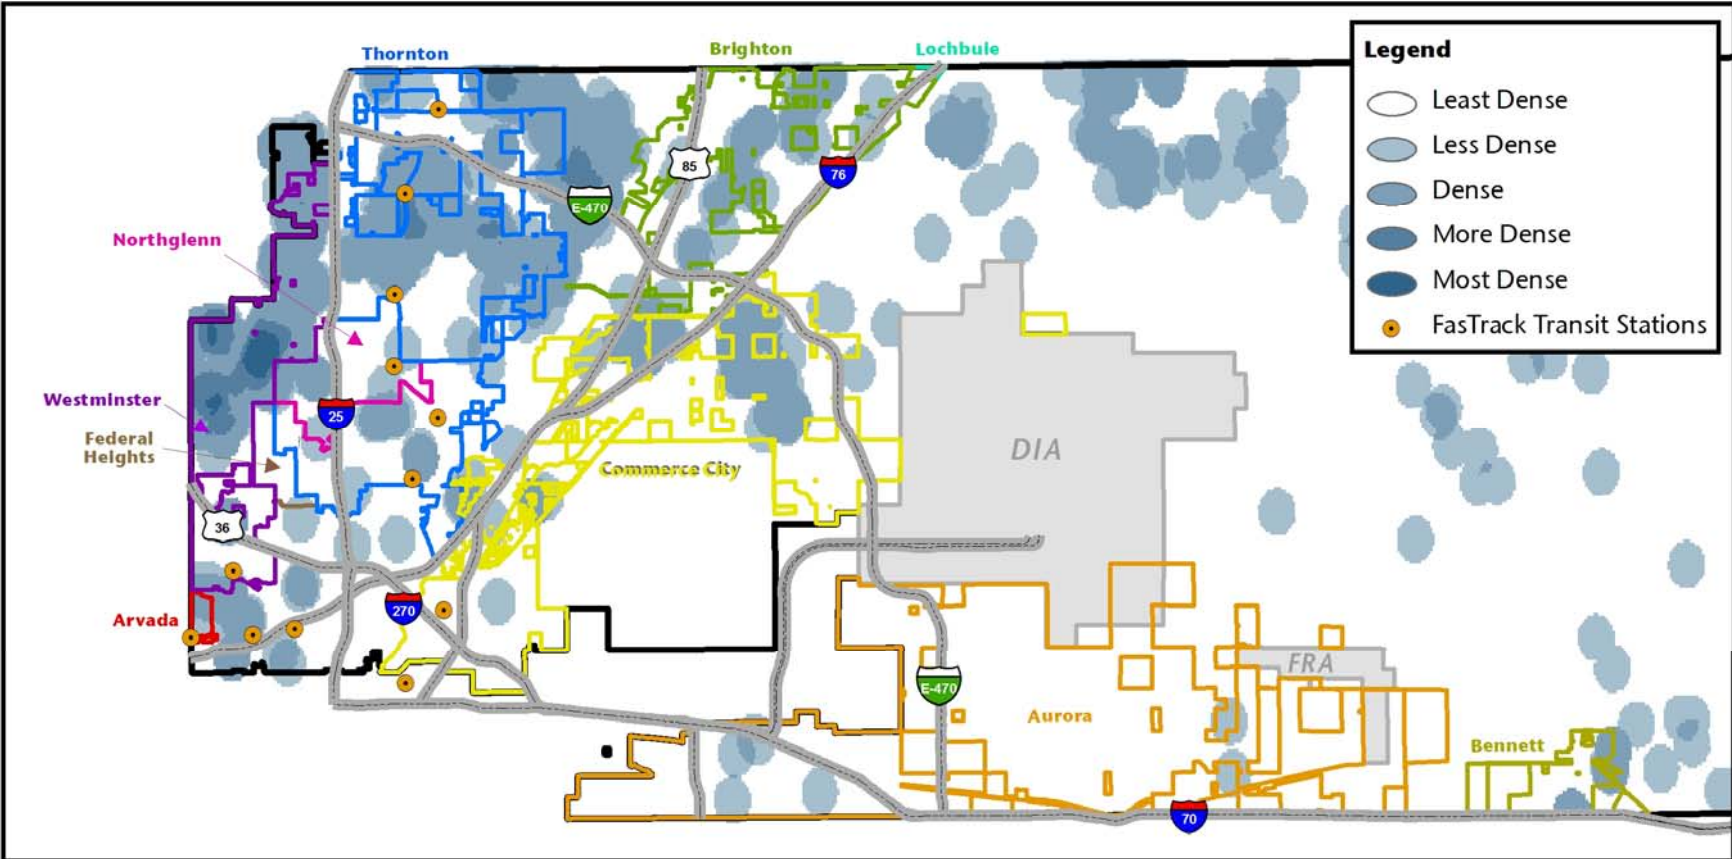 Thornton
Brighton
Lochbuie
Legend
Least Dense
Less Dense
Dense
More Dense
Most Dense
FasTrack Transit Stations
85
76
E-470
Northglenn
Westminster
25
Federal
Heights
Commerce City
DIA
36
Arvada
270
FRA
E-470
Aurora
Bennett
70